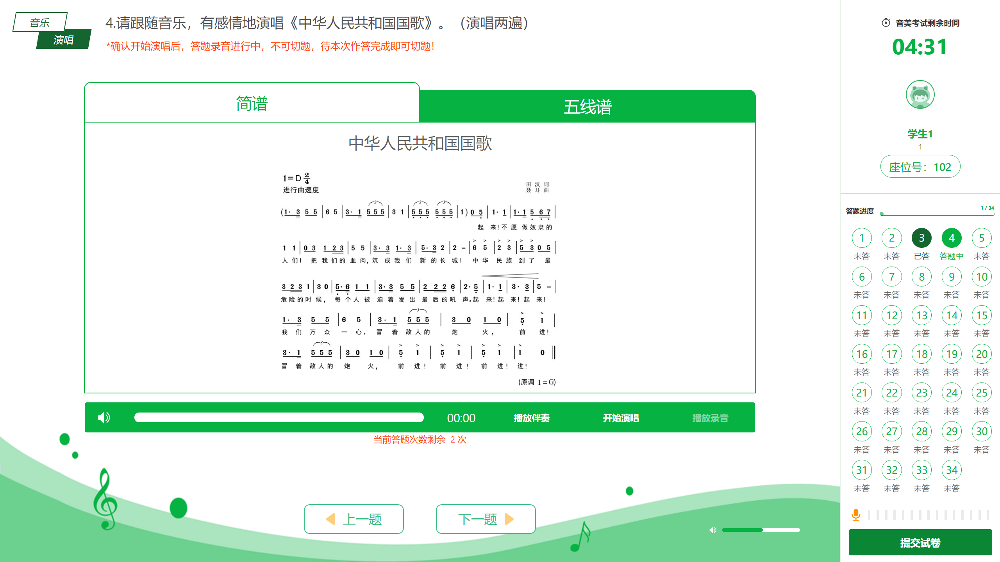 音乐
演唱
4.请跟随音乐，有感情地演唱《中华人民共和国国歌》。（演唱两遍）
*确认开始演唱后，答题录音进行中，不可切题，待本次作答完成即可切题！
简谱
五线谱
中华人民共和国国歌
1=D 2/4
进行曲速度
田 汉 词
聂 耳 曲
(1· 3 5 5 | 6 5 | 3· 1 5 5 5 | 3 1 | 5 5 5 5 5 5 | 1) 0 5 | 1· 1 | 1· 1 5 6 7 |
起 来！不 愿 做 奴 隶 的
1 1 | 0 3 1 2 3 | 5 5 | 3· 3 1· 3 | 5· 3 2 | 2 - | 6 5 | 2 3 | 5 3 0 5 |
人 们！ 把 我 们 的 血 肉，筑 成 我 们 新 的 长 城！ 中 华 民 族 到 了 最
3 2 3 1 | 3 0 | 5· 6 1 1 | 3· 3 5 5 | 2 2 2 6 | 2· 5 | 1· 1 | 3· 3 | 5 - |
危 险 的 时 候， 每 个 人 被 迫 着 发 出 最 后 的 吼 声。起 来！起 来！起 来！
1· 3 5 5 | 6 5 | 3· 1 5 5 5 | 3 0 1 0 | 5 1 |
我 们 万 众 一 心，冒 着 敌 人 的 炮 火， 前 进！
3· 1 5 5 5 | 3 0 1 0 | 5 1 | 5 1 | 5 1 | 1 0 ‖
冒 着 敌 人 的 炮 火， 前 进！ 前 进！ 前 进！ 进！
(原调 1=G)
00:00
播放伴奏
开始演唱
播放录音
当前答题次数剩余 2 次
上一题
下一题
音美考试剩余时间
04:31
学生1
1
座位号：102
答题进度
1 / 34
1 2 3 4 5
未答 未答 已答 答题中 未答
6 7 8 9 10
未答 未答 未答 未答 未答
11 12 13 14 15
未答 未答 未答 未答 未答
16 17 18 19 20
未答 未答 未答 未答 未答
21 22 23 24 25
未答 未答 未答 未答 未答
26 27 28 29 30
未答 未答 未答 未答 未答
31 32 33 34
未答 未答 未答 未答
提交试卷